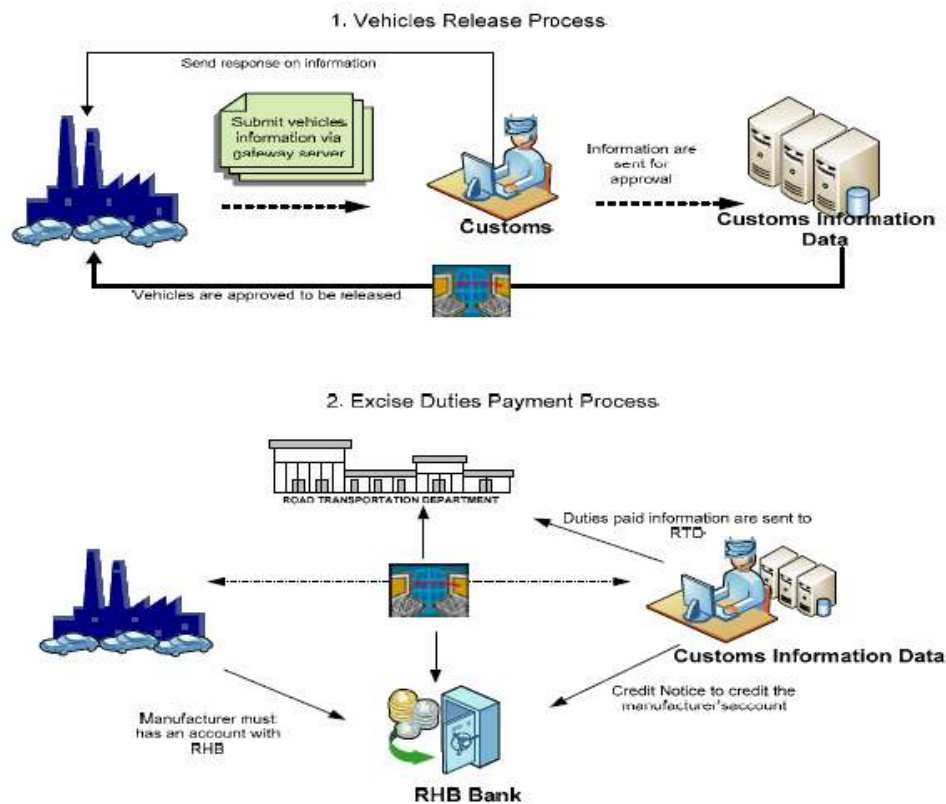 1. Vehicles Release Process
Send response on information
Submit vehicles
information via
gateway server
Information are
sent for
approval
Customs
Customs Information
Data
Vehicles are approved to be released
2. Excise Duties Payment Process
ROAD TRANSPORTATION DEPARTMENT
Duties paid information are sent to
RTD
Customs Information Data
Credit Notice to credit the
manufacturer'saccount
Manufacturer must
has an account with
RHB
RHB Bank